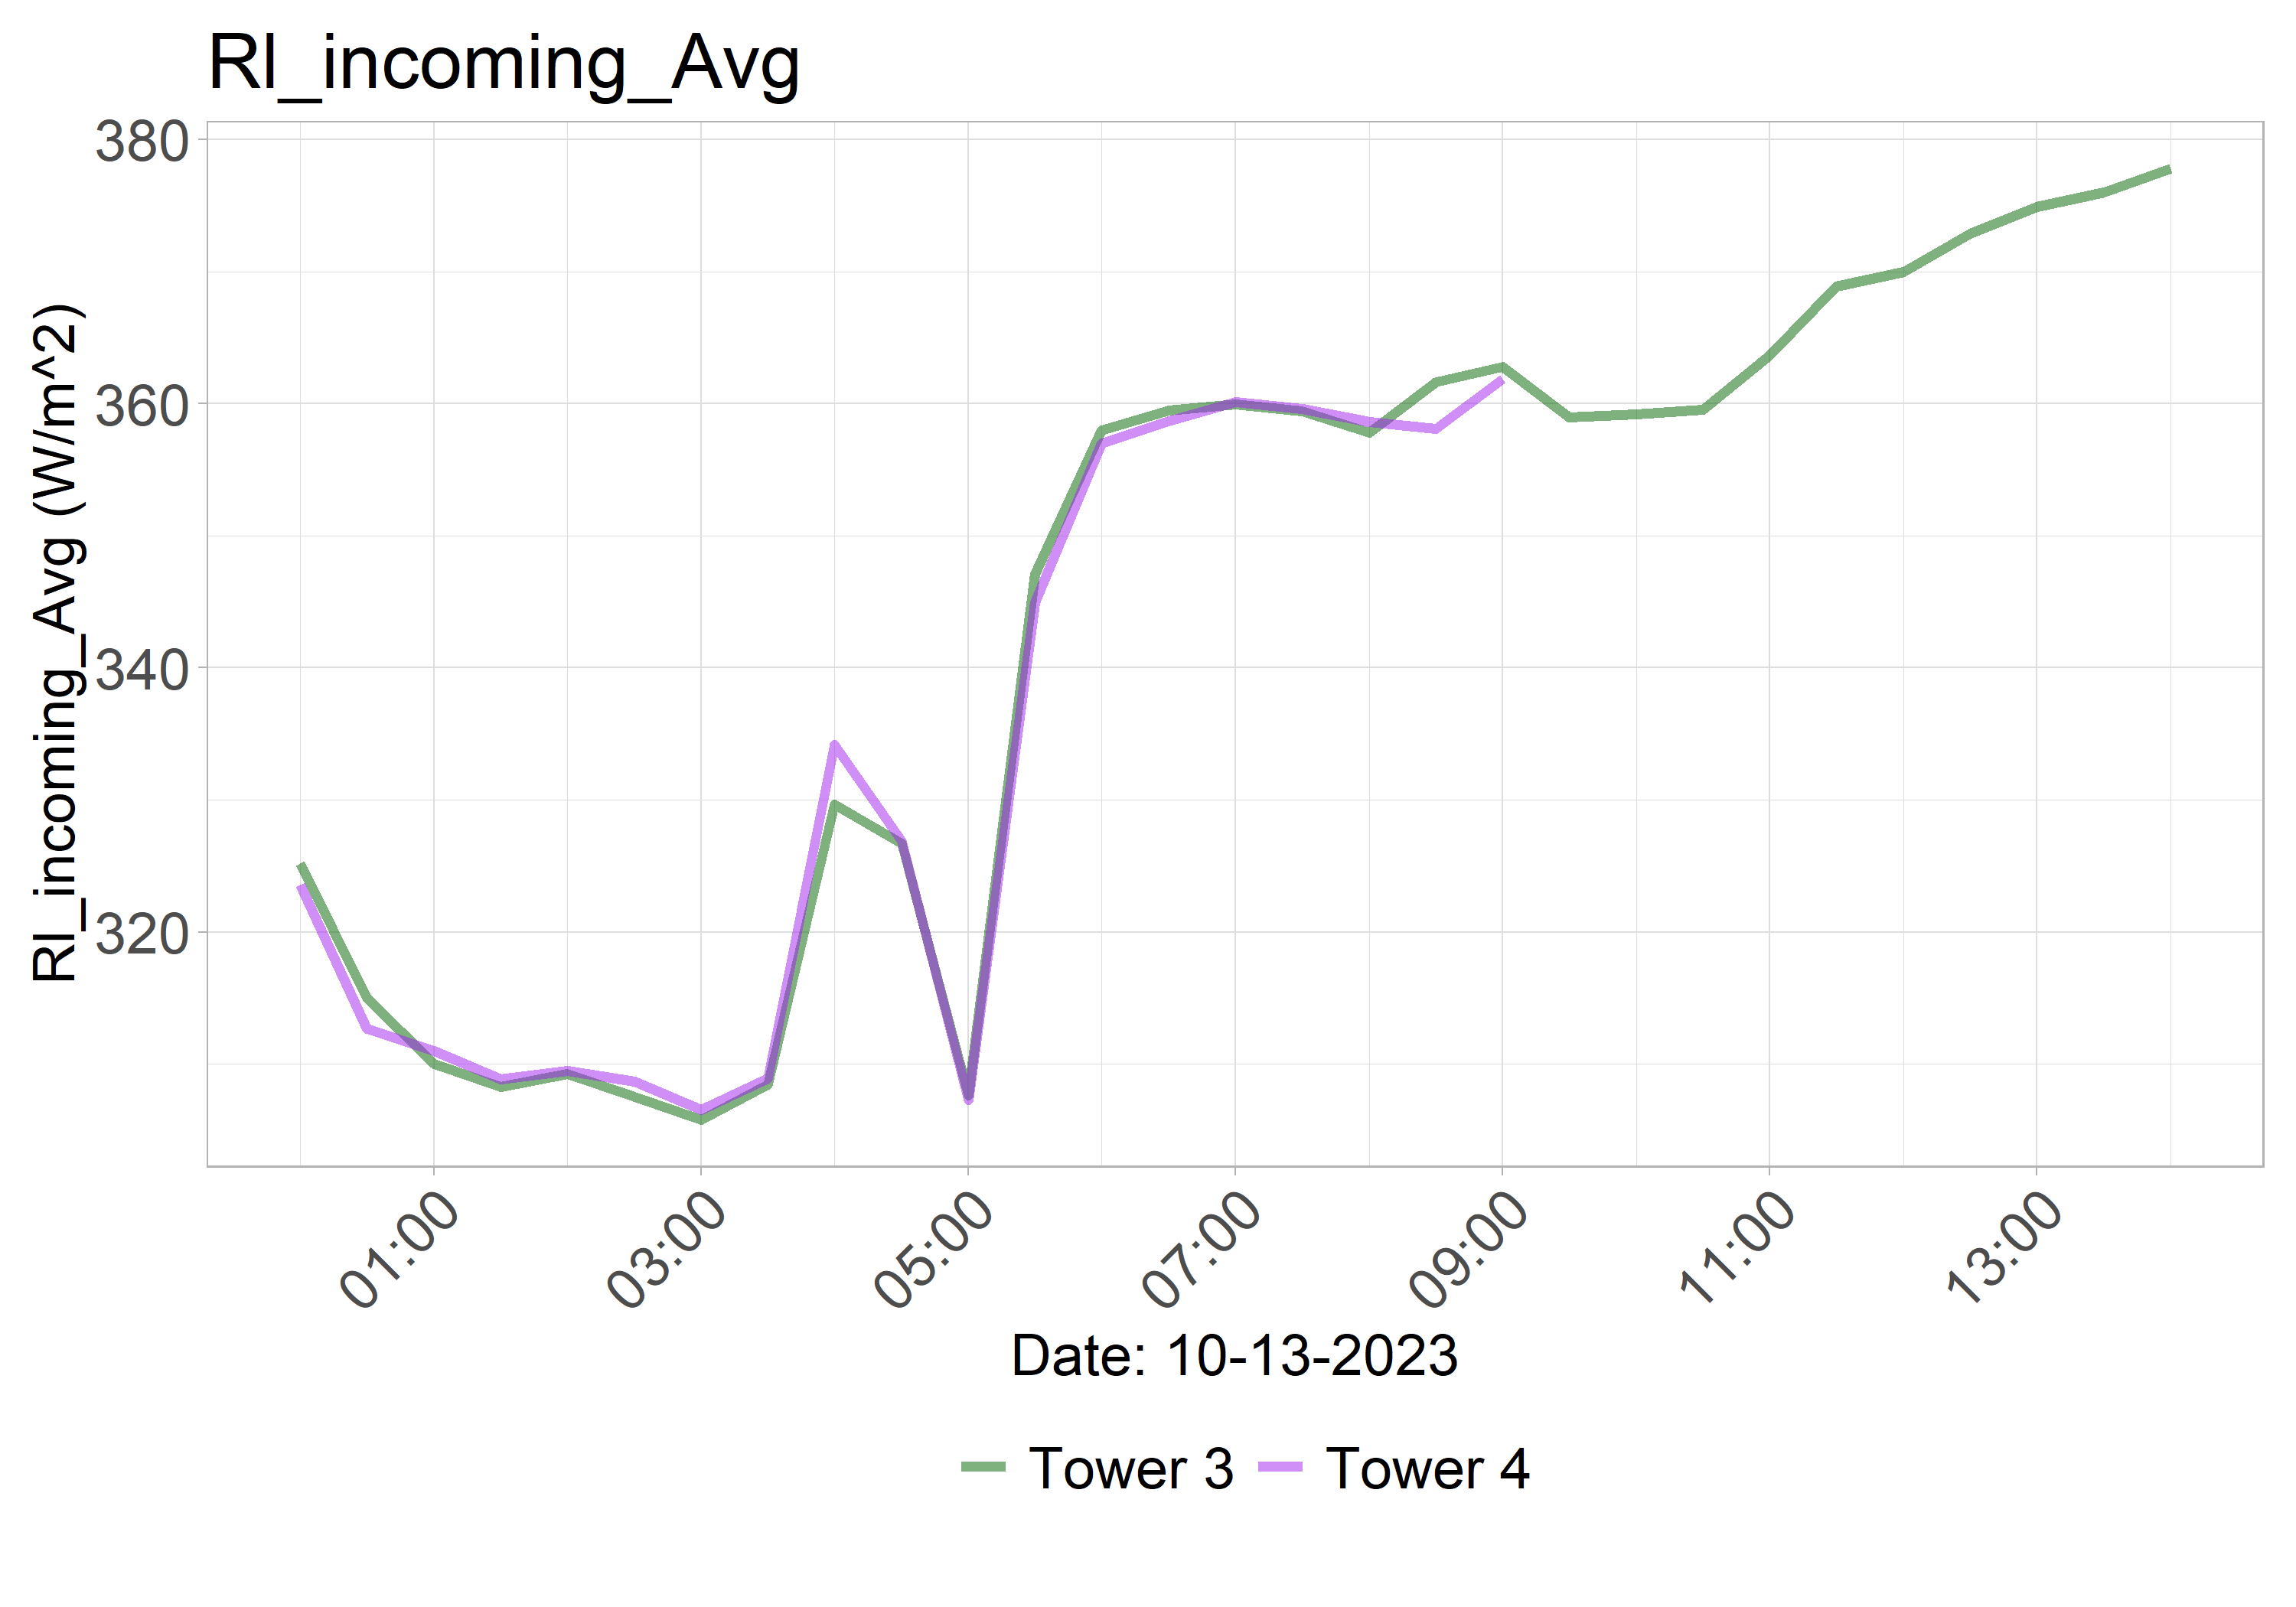 Rl_incoming_Avg
Rl_incoming_Avg (W/m^2)
380
360
340
320
01:00
03:00
05:00
07:00
09:00
11:00
13:00
Date: 10-13-2023
Tower 3
Tower 4